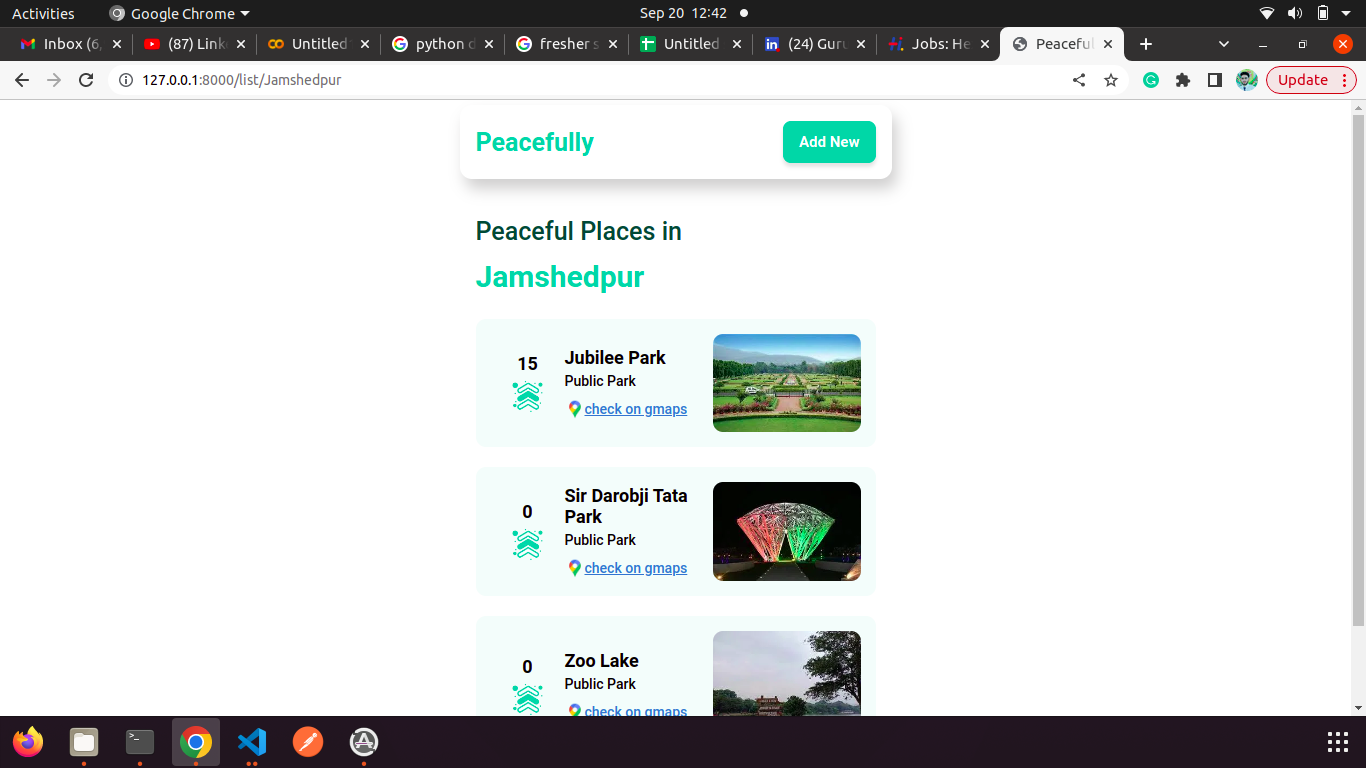 Activities
Google Chrome
Sep 20 12:42
Inbox (6,
(87) Link
Untitled
python d
fresher s
Untitled
(24) Guru
Jobs: He
Peaceful
127.0.0.1:8000/list/Jamshedpur
Update
Peacefully
Add New
Peaceful Places in
Jamshedpur
15
Jubilee Park
Public Park
check on gmaps
0
Sir Darobji Tata
Park
Public Park
check on gmaps
0
Zoo Lake
Public Park
check on gmaps